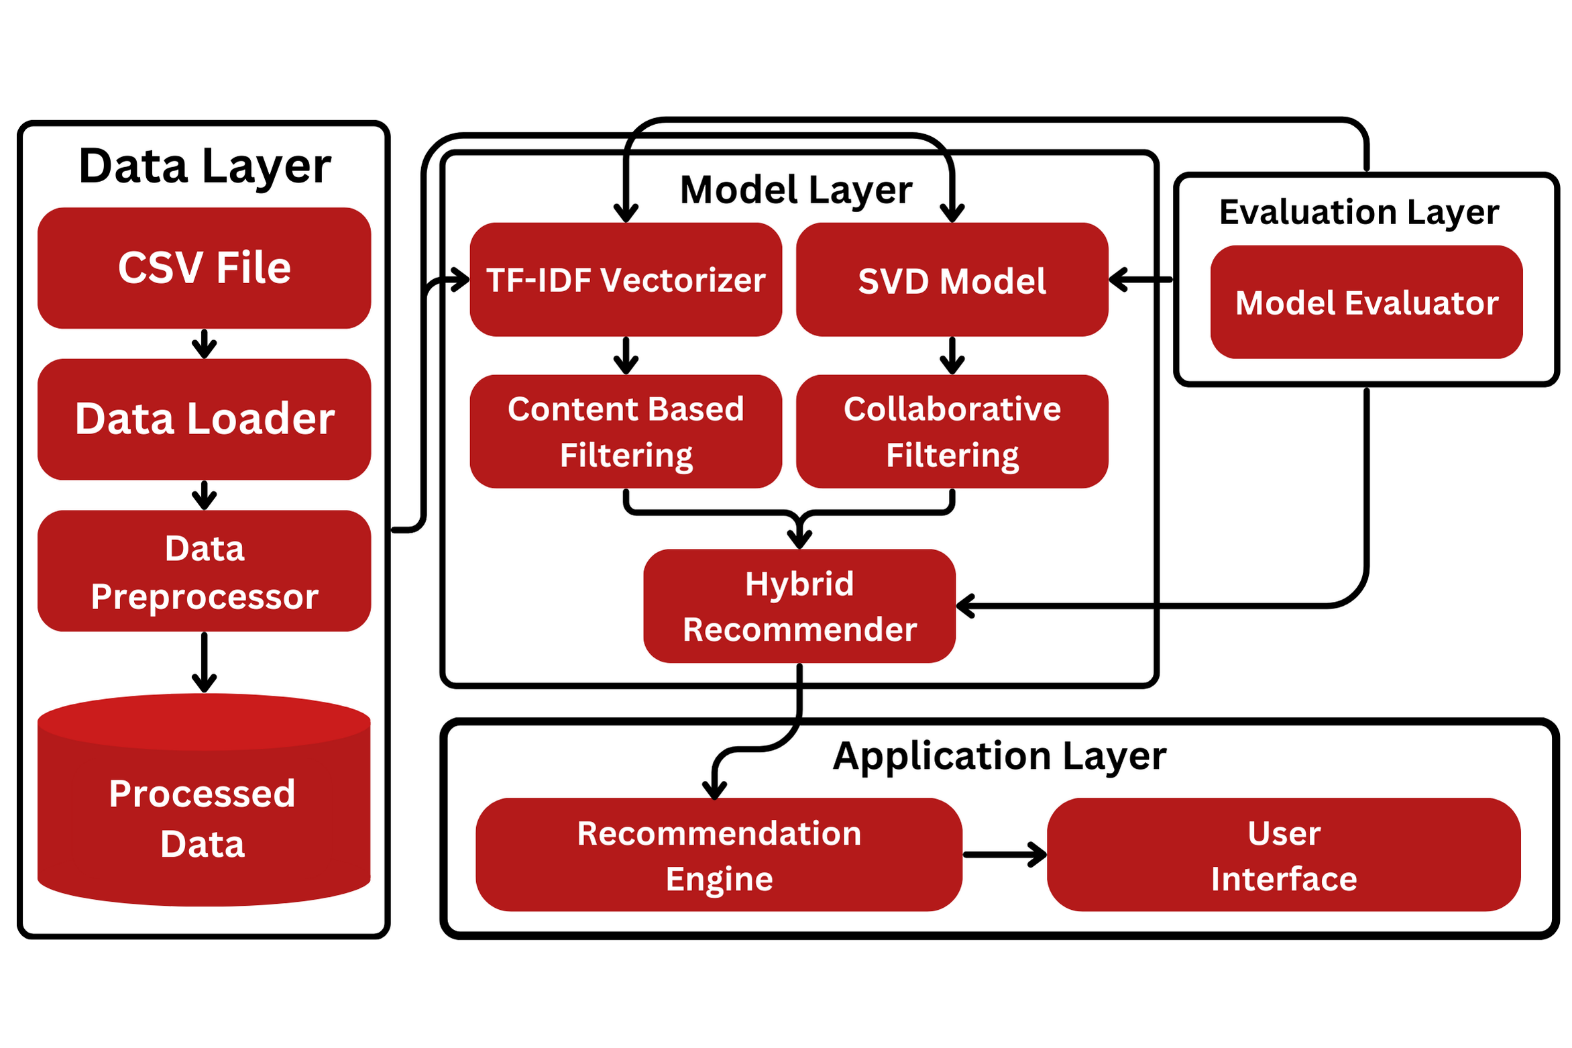 Data Layer
CSV File
Data Loader
Data
Preprocessor
Processed
Data
Model Layer
TF-IDF Vectorizer
SVD Model
Content Based
Filtering
Collaborative
Filtering
Hybrid
Recommender
Evaluation Layer
Model Evaluator
Application Layer
Recommendation
Engine
User
Interface